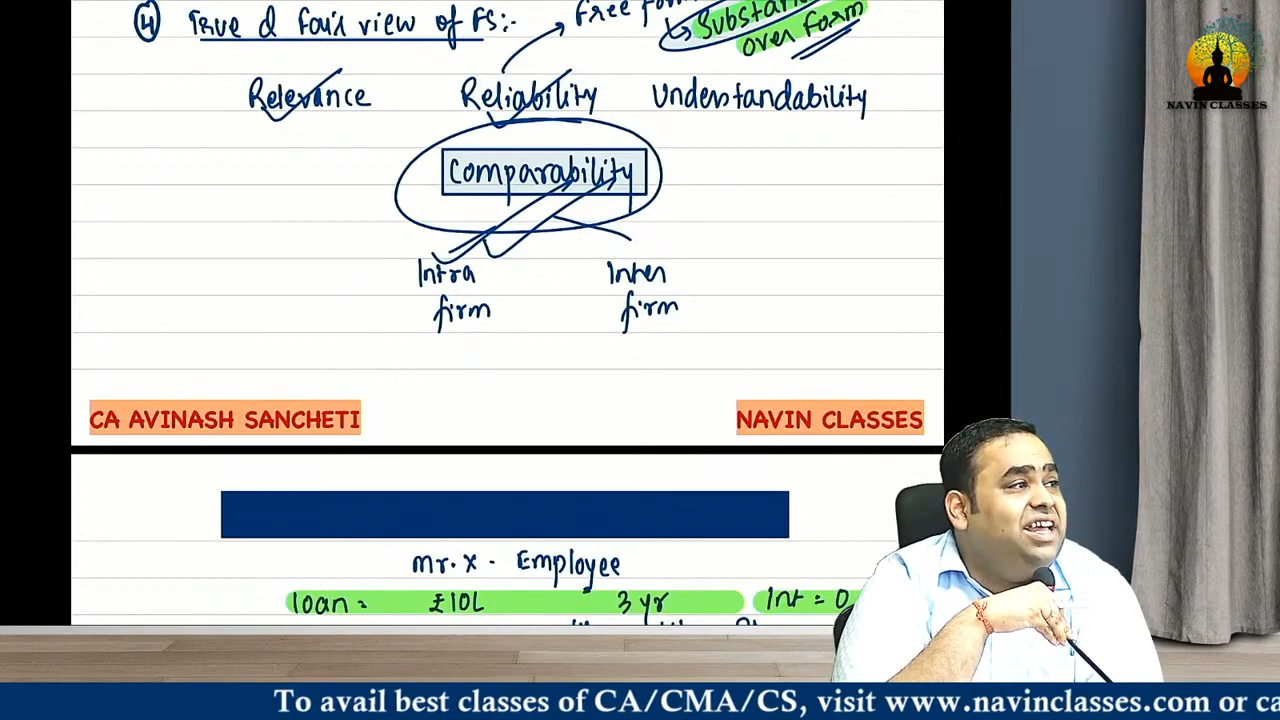 ④ True & Fair view of FS:-
Free
Substan
over Form
Relevance Reliability Understandability
Comparability
Intra
firm
Inter
firm
CA AVINASH SANCHETI
NAVIN CLASSES
mr. x - Employee
loan = ₹10L 3 yr Int = 0
NAVIN CLASSES
To avail best classes of CA/CMA/CS, visit www.navinclasses.com or ca